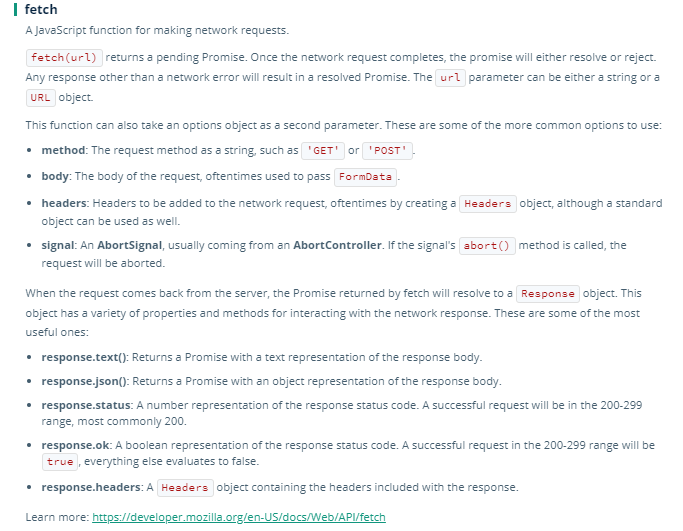 fetch
A JavaScript function for making network requests.
fetch(url) returns a pending Promise. Once the network request completes, the promise will either resolve or reject.
Any response other than a network error will result in a resolved Promise. The url parameter can be either a string or a
URL object.
This function can also take an options object as a second parameter. These are some of the more common options to use:
• method: The request method as a string, such as 'GET' or 'POST'.
• body: The body of the request, oftentimes used to pass FormData.
• headers: Headers to be added to the network request, oftentimes by creating a Headers object, although a standard
object can be used as well.
• signal: An AbortSignal, usually coming from an AbortController. If the signal's abort() method is called, the
request will be aborted.
When the request comes back from the server, the Promise returned by fetch will resolve to a Response object. This
object has a variety of properties and methods for interacting with the network response. These are some of the most
useful ones:
• response.text(): Returns a Promise with a text representation of the response body.
• response.json(): Returns a Promise with an object representation of the response body.
• response.status: A number representation of the response status code. A successful request will be in the 200-299
range, most commonly 200.
• response.ok: A boolean representation of the response status code. A successful request in the 200-299 range will be
true, everything else evaluates to false.
• response.headers: A Headers object containing the headers included with the response.
Learn more: https://developer.mozilla.org/en-US/docs/Web/API/fetch